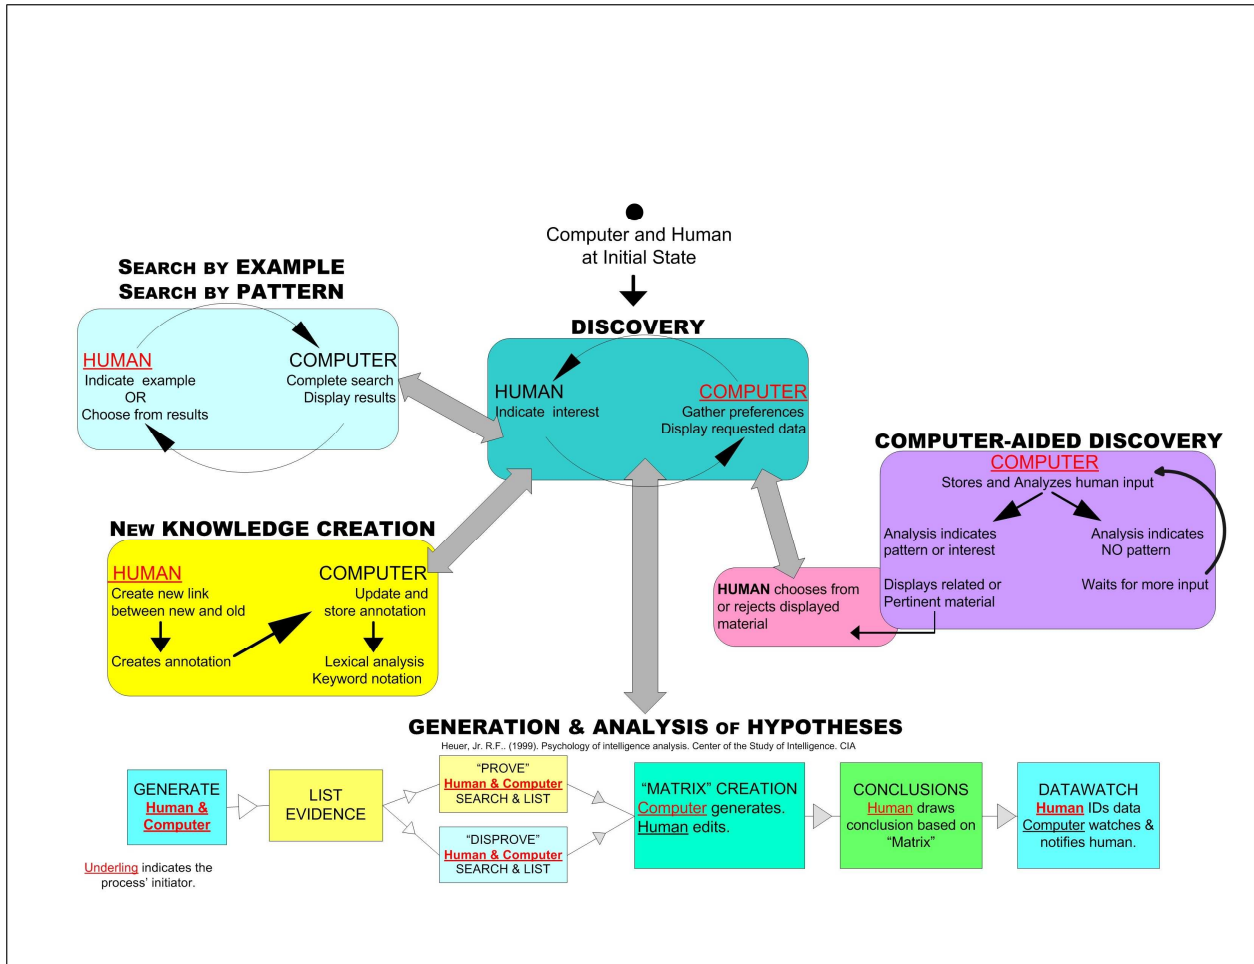 Computer and Human
at Initial State
SEARCH BY EXAMPLE
SEARCH BY PATTERN
HUMAN
Indicate example
OR
Choose from results
COMPUTER
Complete search
Display results
DISCOVERY
HUMAN
Indicate interest
COMPUTER
Gather preferences
Display requested data
COMPUTER-AIDED DISCOVERY
COMPUTER
Stores and Analyzes human input
Analysis indicates
pattern or interest
Analysis indicates
NO pattern
Displays related or
Pertinent material
Waits for more input
HUMAN chooses from
or rejects displayed
material
NEW KNOWLEDGE CREATION
HUMAN
Create new link
between new and old
Creates annotation
COMPUTER
Update and
store annotation
Lexical analysis
Keyword notation
GENERATION & ANALYSIS OF HYPOTHESES
Heuer, Jr. R.F.. (1999). Psychology of intelligence analysis. Center of the Study of Intelligence. CIA
GENERATE
Human &
Computer
LIST
EVIDENCE
“PROVE”
Human & Computer
SEARCH & LIST
“DISPROVE”
Human & Computer
SEARCH & LIST
“MATRIX” CREATION
Computer generates.
Human edits.
CONCLUSIONS
Human draws
conclusion based on
“Matrix”
DATAWATCH
Human IDs data
Computer watches &
notifies human.
Underling indicates the
process’ initiator.